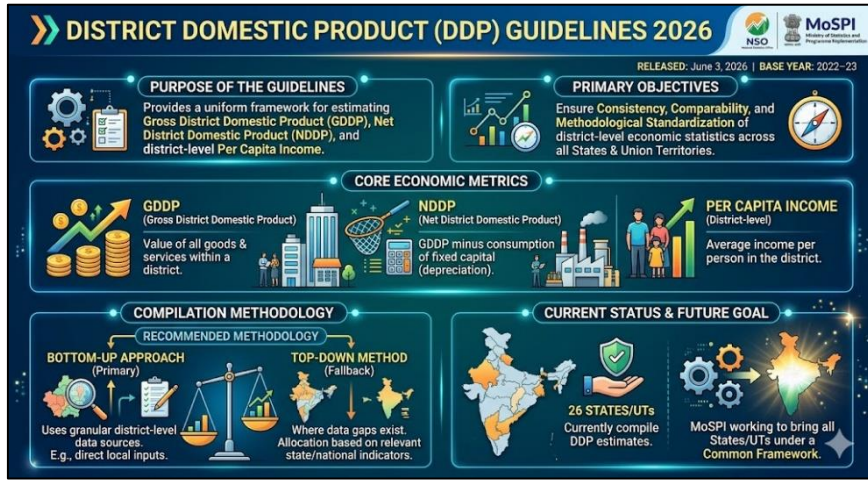 DISTRICT DOMESTIC PRODUCT (DDP) GUIDELINES 2026
NSO
MoSPI
Ministry of Statistics and
Programme Implementation
RELEASED: June 3, 2026 | BASE YEAR: 2022–23
PURPOSE OF THE GUIDELINES
Provides a uniform framework for estimating
Gross District Domestic Product (GDDP), Net
District Domestic Product (NDDP), and
district-level Per Capita Income.
PRIMARY OBJECTIVES
Ensure Consistency, Comparability, and
Methodological Standardization of
district-level economic statistics across
all States & Union Territories.
CORE ECONOMIC METRICS
GDDP
(Gross District Domestic Product)
Value of all goods &
services within a
district.
NDDP
(Net District Domestic Product)
GDDP minus consumption
of fixed capital
(depreciation).
PER CAPITA INCOME
(District-level)
Average income per
person in the district.
COMPILATION METHODOLOGY
RECOMMENDED METHODOLOGY
BOTTOM-UP APPROACH
(Primary)
Uses granular district-level
data sources.
E.g., direct local inputs.
TOP-DOWN METHOD
(Fallback)
Where data gaps exist.
Allocation based on relevant
state/national indicators.
CURRENT STATUS & FUTURE GOAL
26 STATES/UTs
Currently compile
DDP estimates.
MoSPI working to bring all
States/UTs under a
Common Framework.